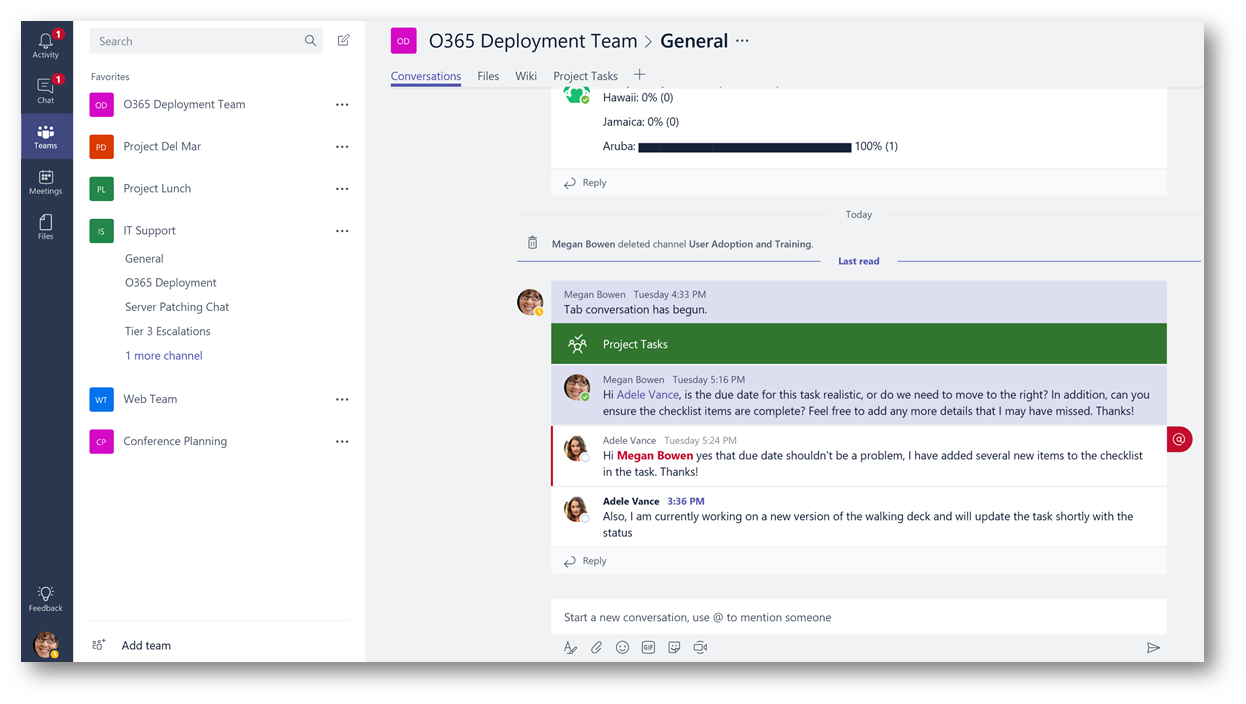 1
Activity
1
Chat
Teams
Meetings
Files
Feedback
Search
Favorites
OD O365 Deployment Team ...
PD Project Del Mar ...
PL Project Lunch ...
IS IT Support ...
General
O365 Deployment
Server Patching Chat
Tier 3 Escalations
1 more channel
WT Web Team ...
CP Conference Planning ...
Add team
OD O365 Deployment Team > General ...
Conversations Files Wiki Project Tasks +
Hawaii: 0% (0)
Jamaica: 0% (0)
Aruba: 100% (1)
Reply
Today
Megan Bowen deleted channel User Adoption and Training.
Last read
Megan Bowen Tuesday 4:33 PM
Tab conversation has begun.
Project Tasks
Megan Bowen Tuesday 5:16 PM
Hi Adele Vance, is the due date for this task realistic, or do we need to move to the right? In addition, can you
ensure the checklist items are complete? Feel free to add any more details that I may have missed. Thanks!
Adele Vance Tuesday 5:24 PM
@
Hi Megan Bowen yes that due date shouldn't be a problem, I have added several new items to the checklist
in the task. Thanks!
Adele Vance 3:36 PM
Also, I am currently working on a new version of the walking deck and will update the task shortly with the
status
Reply
Start a new conversation, use @ to mention someone
GIF